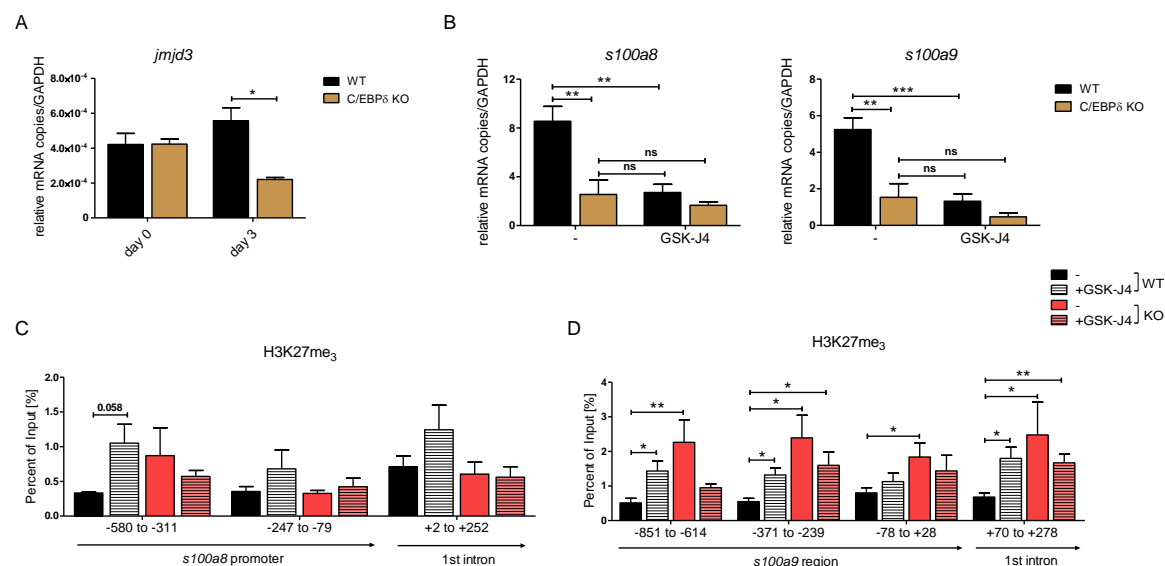 A
jmjd3
relative mRNA copies/GAPDH
8.0×10⁻⁴
6.0×10⁻⁴
4.0×10⁻⁴
2.0×10⁻⁴
0
*
day 0
day 3
WT
C/EBPδ KO
B
s100a8
relative mRNA copies/GAPDH
12
8
4
0
**
**
ns
ns
-
GSK-J4
s100a9
relative mRNA copies/GAPDH
8
6
4
2
0
***
**
ns
ns
-
GSK-J4
WT
C/EBPδ KO
-
+GSK-J4
WT
-
+GSK-J4
KO
C
H3K27me₃
Percent of Input [%]
2.0
1.5
1.0
0.5
0.0
0.058
-580 to -311
-247 to -79
+2 to +252
s100a8 promoter
1st intron
D
H3K27me₃
Percent of Input [%]
4
3
2
1
0
**
*
*
*
*
*
**
*
*
-851 to -614
-371 to -239
-78 to +28
+70 to +278
s100a9 region
1st intron